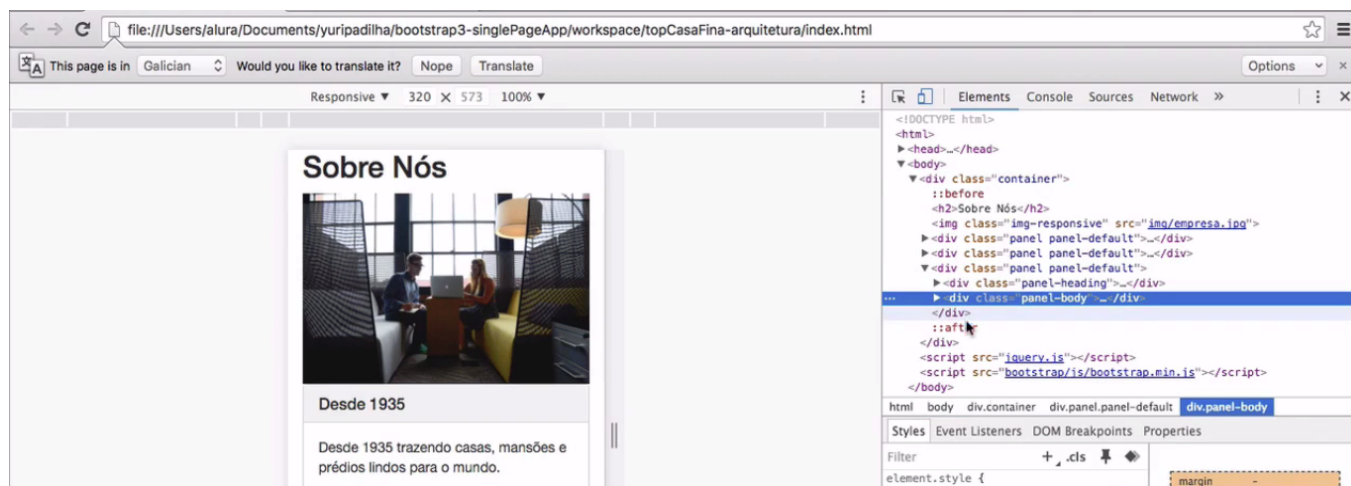 file:///Users/alura/Documents/yuripadilha/bootstrap3-singlePageApp/workspace/topCasaFina-arquitetura/index.html
This page is in Galician Would you like to translate it? Nope Translate Options
Responsive ▼ 320 × 573 100% ▼
Sobre Nós
Desde 1935
Desde 1935 trazendo casas, mansões e
prédios lindos para o mundo.
Elements Console Sources Network »
<!DOCTYPE html>
<html>
▶<head>…</head>
▼<body>
▼<div class="container">
::before
<h2>Sobre Nós</h2>
<img class="img-responsive" src="img/empresa.jpg">
▶<div class="panel panel-default">…</div>
▶<div class="panel panel-default">…</div>
▼<div class="panel panel-default">
▶<div class="panel-heading">…</div>
… ▶<div class="panel-body">…</div>
</div>
::after
</div>
<script src="jquery.js"></script>
<script src="bootstrap/js/bootstrap.min.js"></script>
</body>
html body div.container div.panel.panel-default div.panel-body
Styles Event Listeners DOM Breakpoints Properties
Filter + .cls
element.style {
margin -